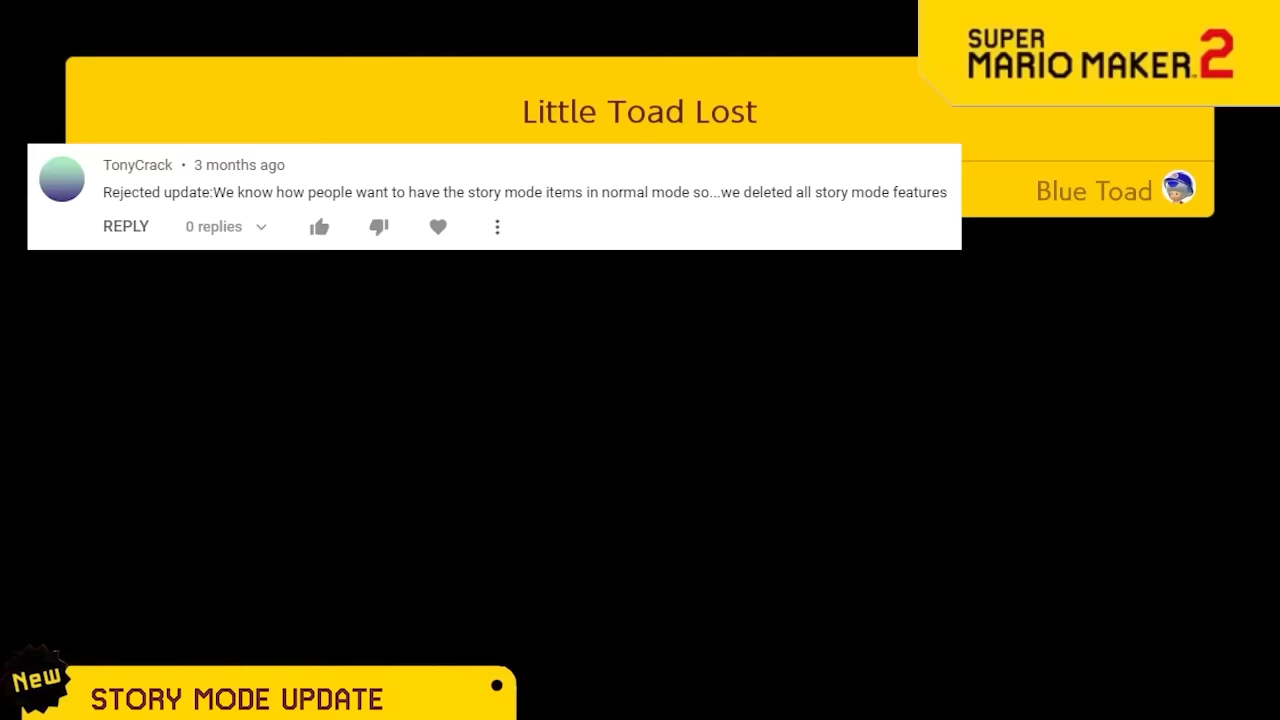 SUPER
MARIO MAKER 2
Little Toad Lost
TonyCrack • 3 months ago
Rejected update:We know how people want to have the story mode items in normal mode so...we deleted all story mode features
Blue Toad
REPLY 0 replies
New
STORY MODE UPDATE